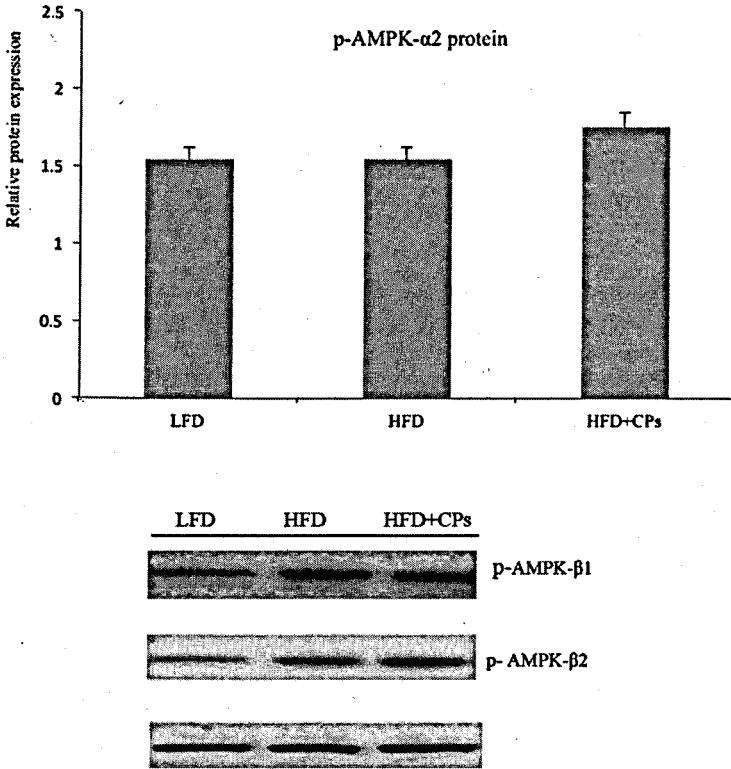 p-AMPK-α2 protein
Relative protein expression
2.5
2
1.5
1
0.5
0
LFD HFD HFD+CPs
LFD HFD HFD+CPs
p-AMPK-β1
p- AMPK-β2